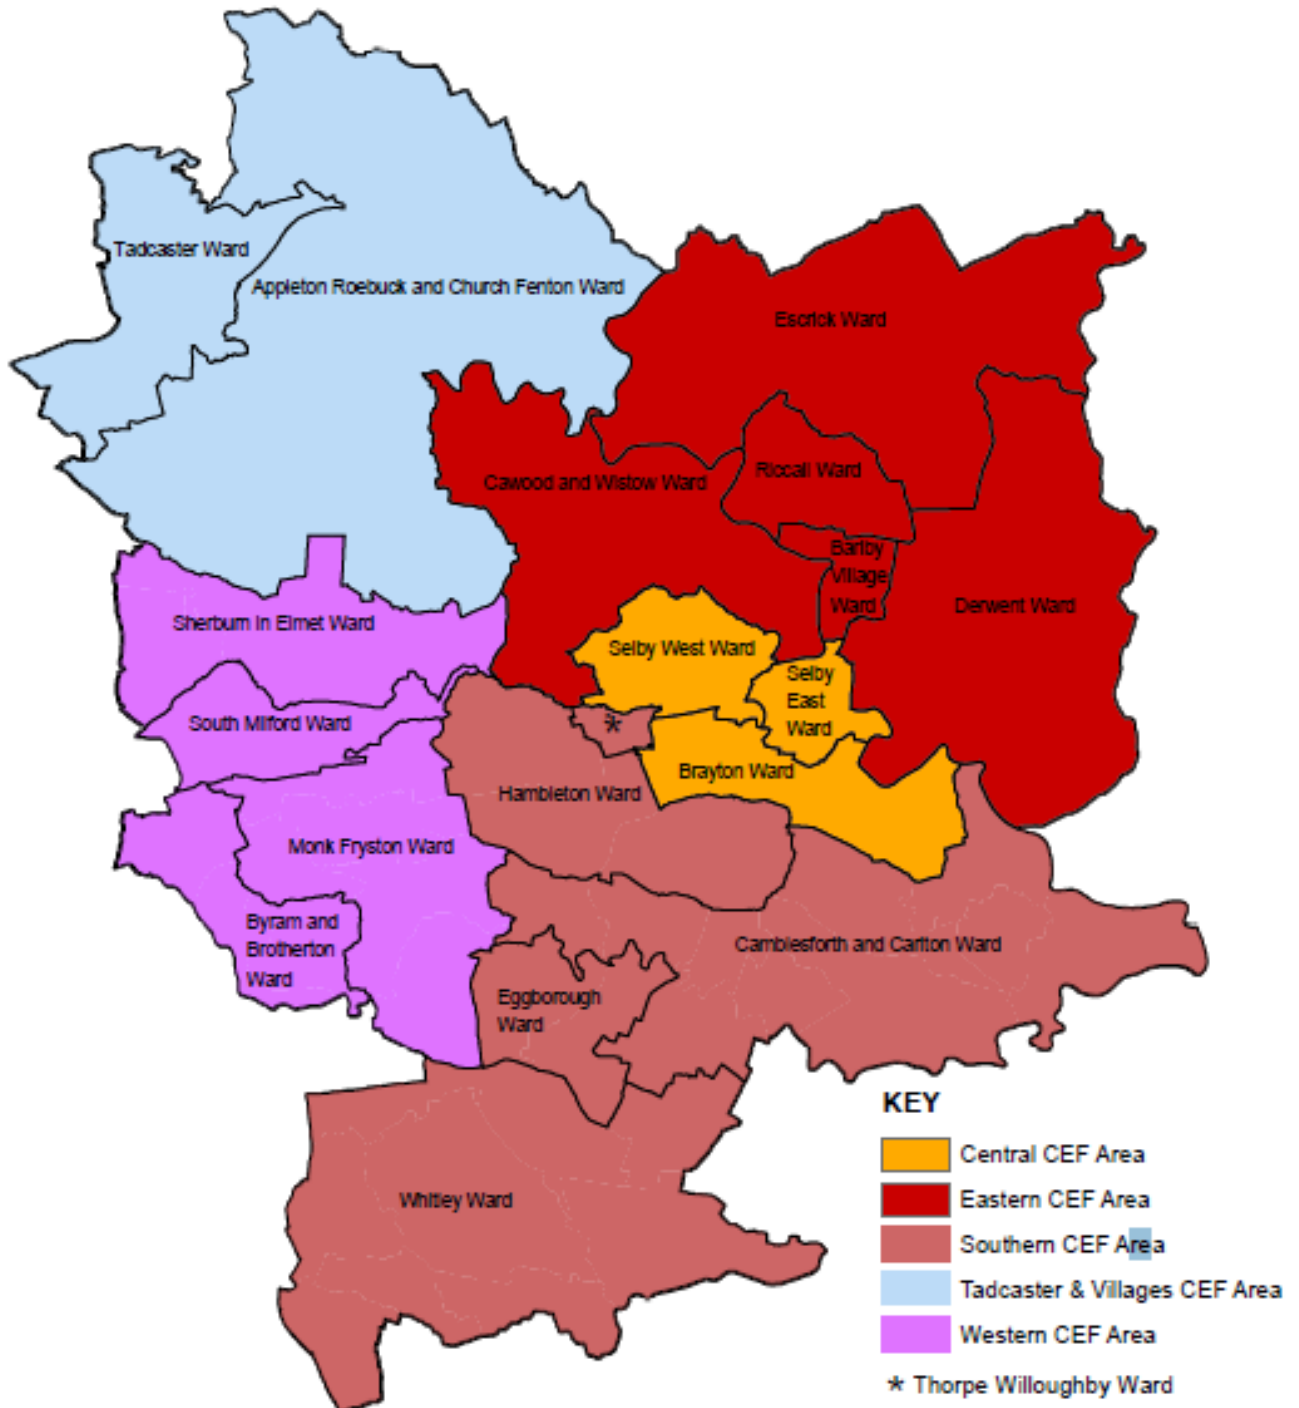 Tadcaster Ward
Appleton Roebuck and Church Fenton Ward
Escrick Ward
Cawood and Wistow Ward
Riccall Ward
Barlby
Village
Ward
Derwent Ward
Sherburn In Elmet Ward
Selby West Ward
Selby
East
Ward
South Milford Ward
*
Brayton Ward
Hambleton Ward
Monk Fryston Ward
Byram and
Brotherton
Ward
Camblesforth and Carlton Ward
Eggborough
Ward
Whitley Ward
KEY
Central CEF Area
Eastern CEF Area
Southern CEF Area
Tadcaster & Villages CEF Area
Western CEF Area
* Thorpe Willoughby Ward